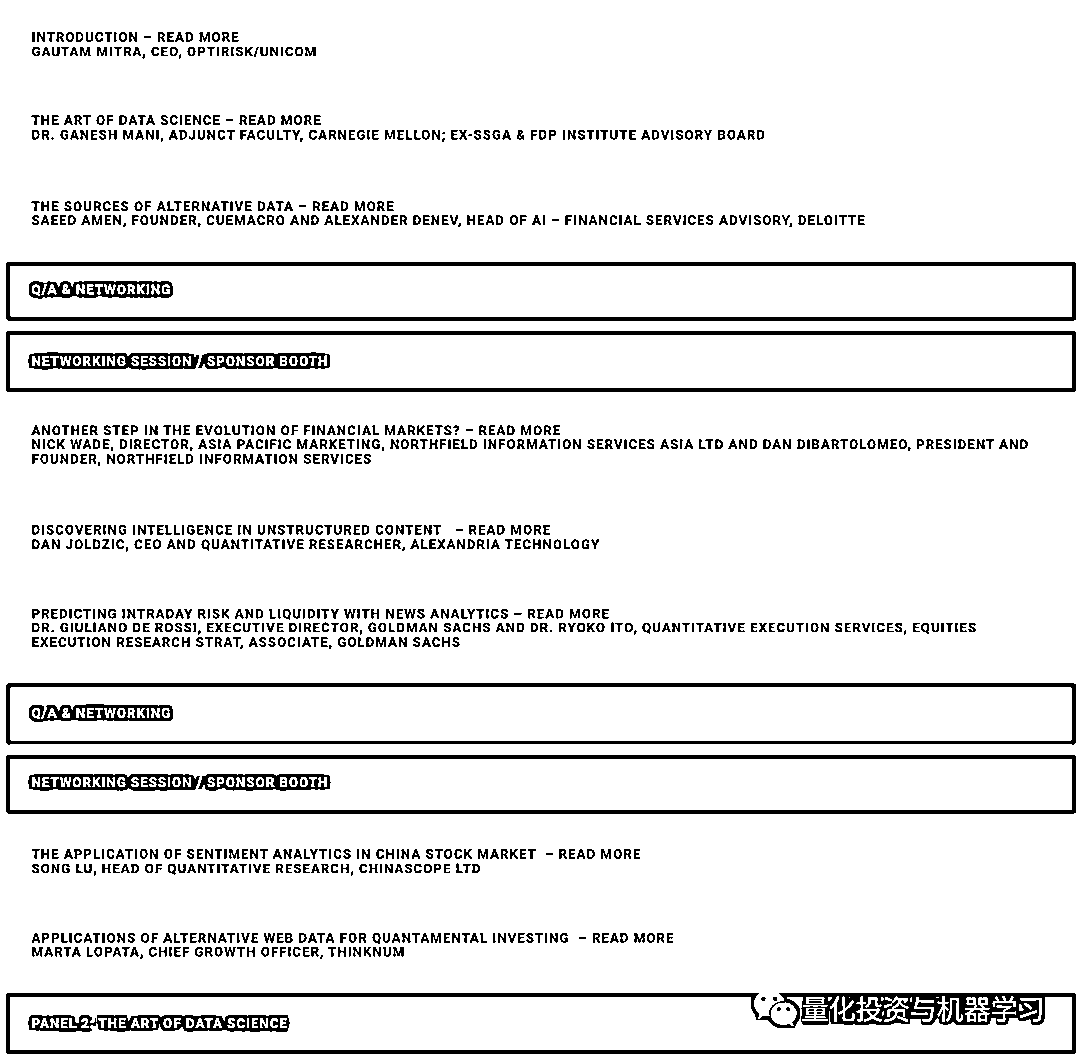 INTRODUCTION – READ MORE
GAUTAM MITRA, CEO, OPTIRISK/UNICOM
THE ART OF DATA SCIENCE – READ MORE
DR. GANESH MANI, ADJUNCT FACULTY, CARNEGIE MELLON; EX-SSGA & FDP INSTITUTE ADVISORY BOARD
THE SOURCES OF ALTERNATIVE DATA – READ MORE
SAEED AMEN, FOUNDER, CUEMACRO AND ALEXANDER DENEV, HEAD OF AI – FINANCIAL SERVICES ADVISORY, DELOITTE
Q/A & NETWORKING
NETWORKING SESSION / SPONSOR BOOTH
ANOTHER STEP IN THE EVOLUTION OF FINANCIAL MARKETS? – READ MORE
NICK WADE, DIRECTOR, ASIA PACIFIC MARKETING, NORTHFIELD INFORMATION SERVICES ASIA LTD AND DAN DIBARTOLOMEO, PRESIDENT AND
FOUNDER, NORTHFIELD INFORMATION SERVICES
DISCOVERING INTELLIGENCE IN UNSTRUCTURED CONTENT – READ MORE
DAN JOLDZIC, CEO AND QUANTITATIVE RESEARCHER, ALEXANDRIA TECHNOLOGY
PREDICTING INTRADAY RISK AND LIQUIDITY WITH NEWS ANALYTICS – READ MORE
DR. GIULIANO DE ROSSI, EXECUTIVE DIRECTOR, GOLDMAN SACHS AND DR. RYOKO ITO, QUANTITATIVE EXECUTION SERVICES, EQUITIES
EXECUTION RESEARCH STRAT, ASSOCIATE, GOLDMAN SACHS
Q/A & NETWORKING
NETWORKING SESSION / SPONSOR BOOTH
THE APPLICATION OF SENTIMENT ANALYTICS IN CHINA STOCK MARKET – READ MORE
SONG LU, HEAD OF QUANTITATIVE RESEARCH, CHINASCOPE LTD
APPLICATIONS OF ALTERNATIVE WEB DATA FOR QUANTAMENTAL INVESTING – READ MORE
MARTA LOPATA, CHIEF GROWTH OFFICER, THINKNUM
PANEL 2: THE ART OF DATA SCIENCE
量化投资与机器学习